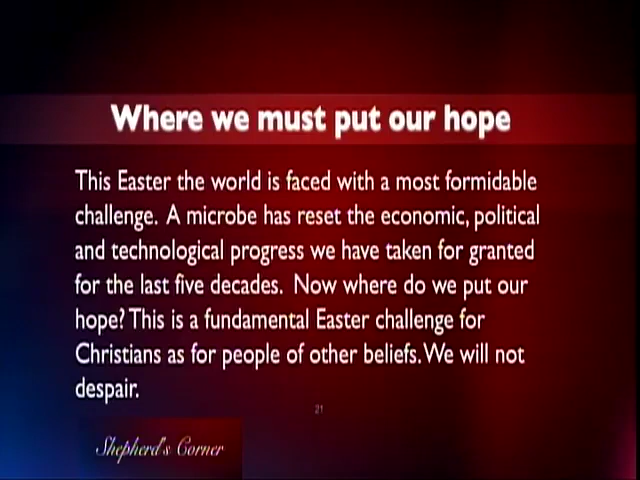 Where we must put our hope
This Easter the world is faced with a most formidable
challenge. A microbe has reset the economic, political
and technological progress we have taken for granted
for the last five decades. Now where do we put our
hope? This is a fundamental Easter challenge for
Christians as for people of other beliefs. We will not
despair.
21
Shepherd's Corner